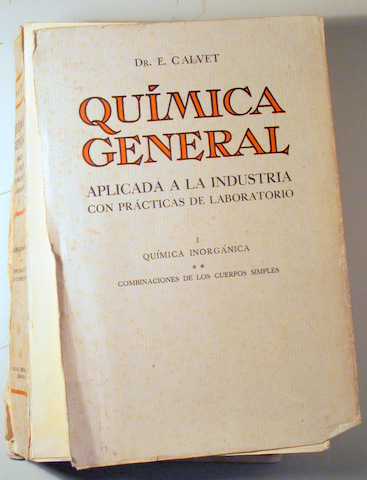 DR. E. CALVET
QUÍMICA
GENERAL
APLICADA A LA INDUSTRIA
CON PRÁCTICAS DE LABORATORIO
I
QUÍMICA INORGÁNICA
**
COMBINACIONES DE LOS CUERPOS SIMPLES